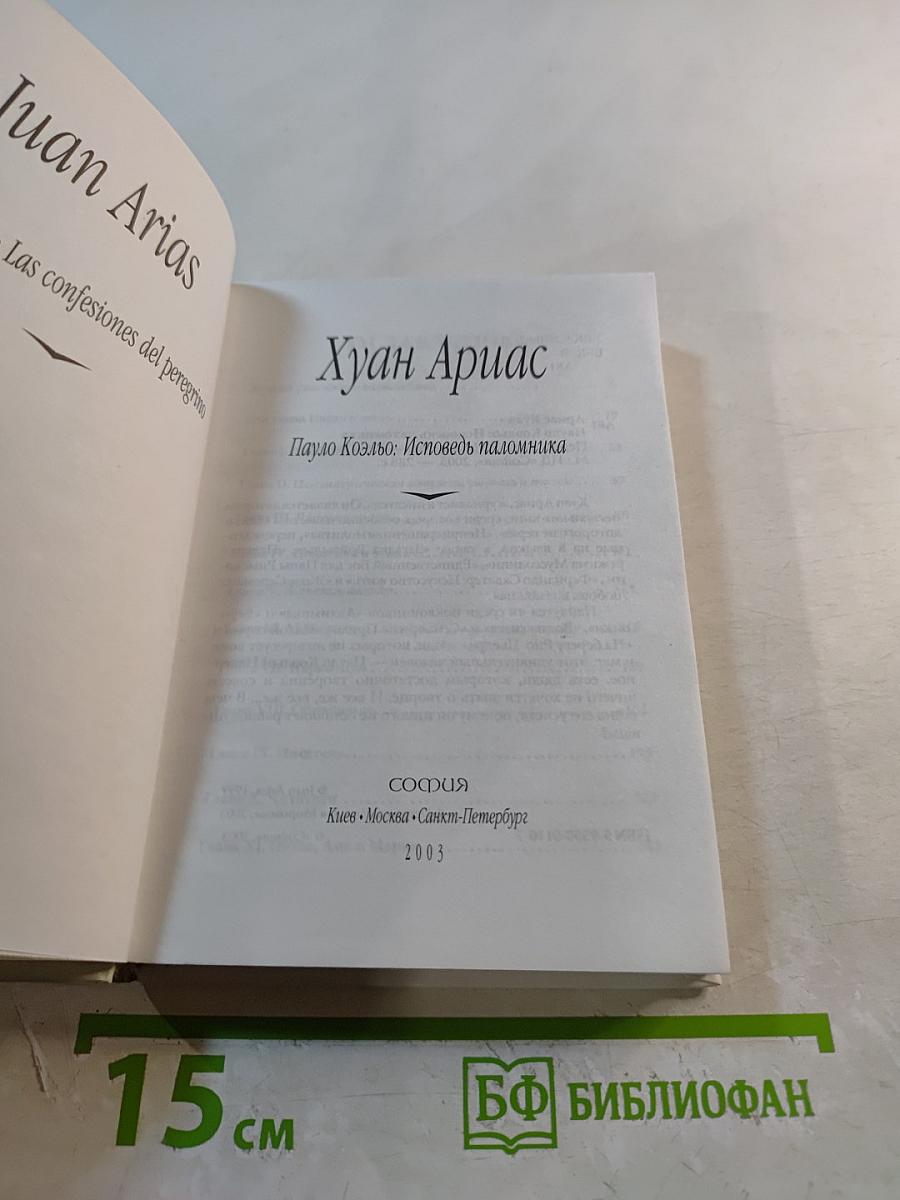 Juan Arias
Las confesiones del peregrino
Хуан Ариас
Пауло Коэльо: Исповедь паломника
СОФИЯ
Киев • Москва • Санкт-Петербург
2003
15 см
БФ БИБЛИОФАН